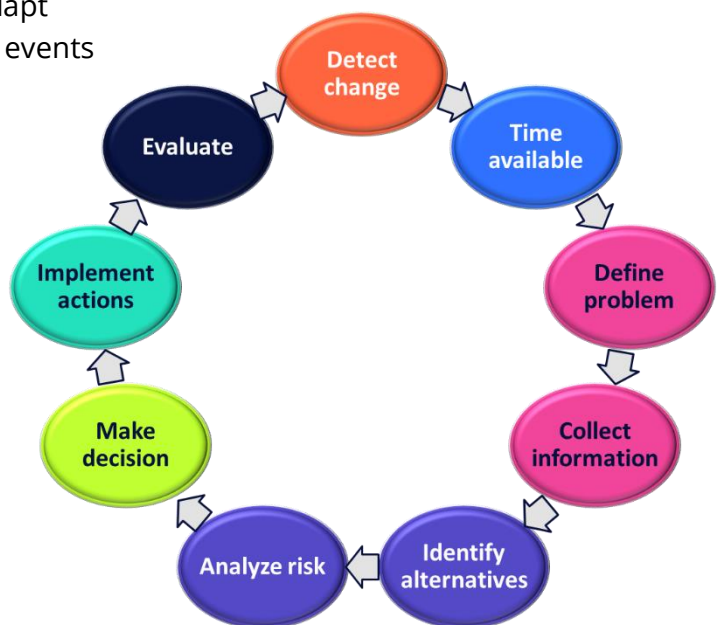 events
Detect
change
Time
available
Define
problem
Collect
information
Identify
alternatives
Analyze risk
Make
decision
Implement
actions
Evaluate